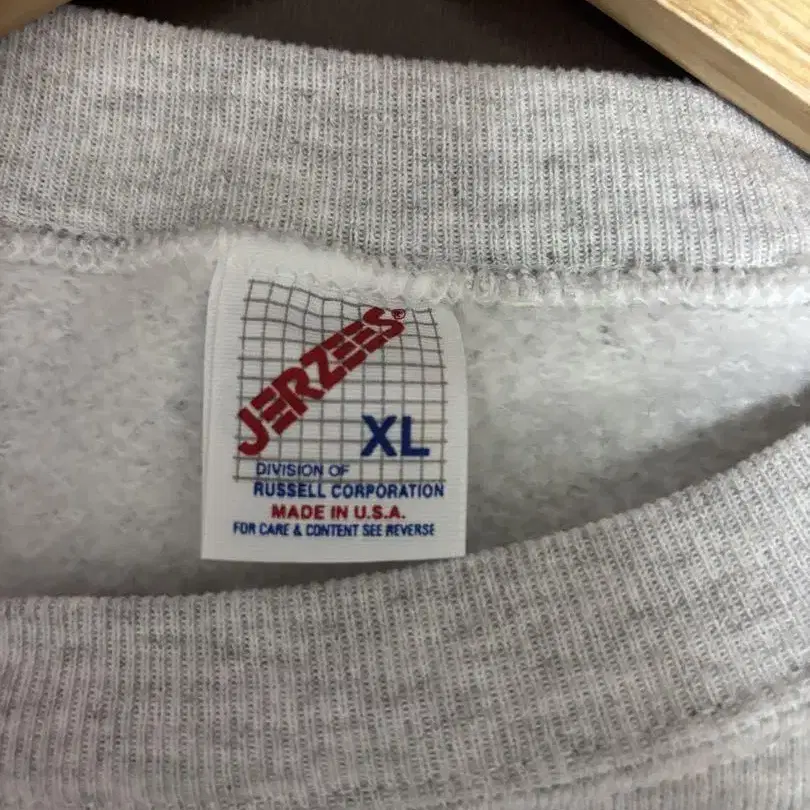 JERZEES®
XL
DIVISION OF
RUSSELL CORPORATION
MADE IN U.S.A.
FOR CARE & CONTENT SEE REVERSE